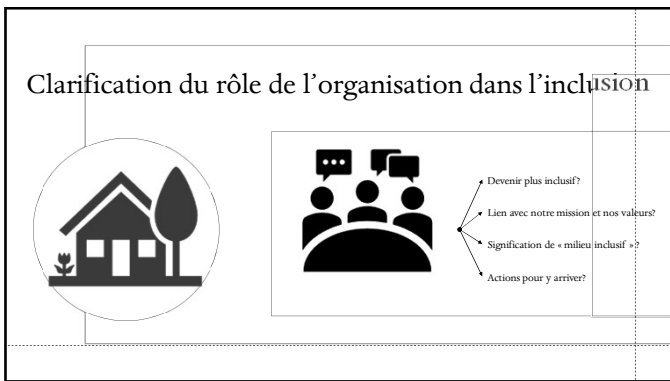 Clarification du rôle de l’organisation dans l’inclusion
Devenir plus inclusif?
Lien avec notre mission et nos valeurs?
Signification de « milieu inclusif » ?
Actions pour y arriver?